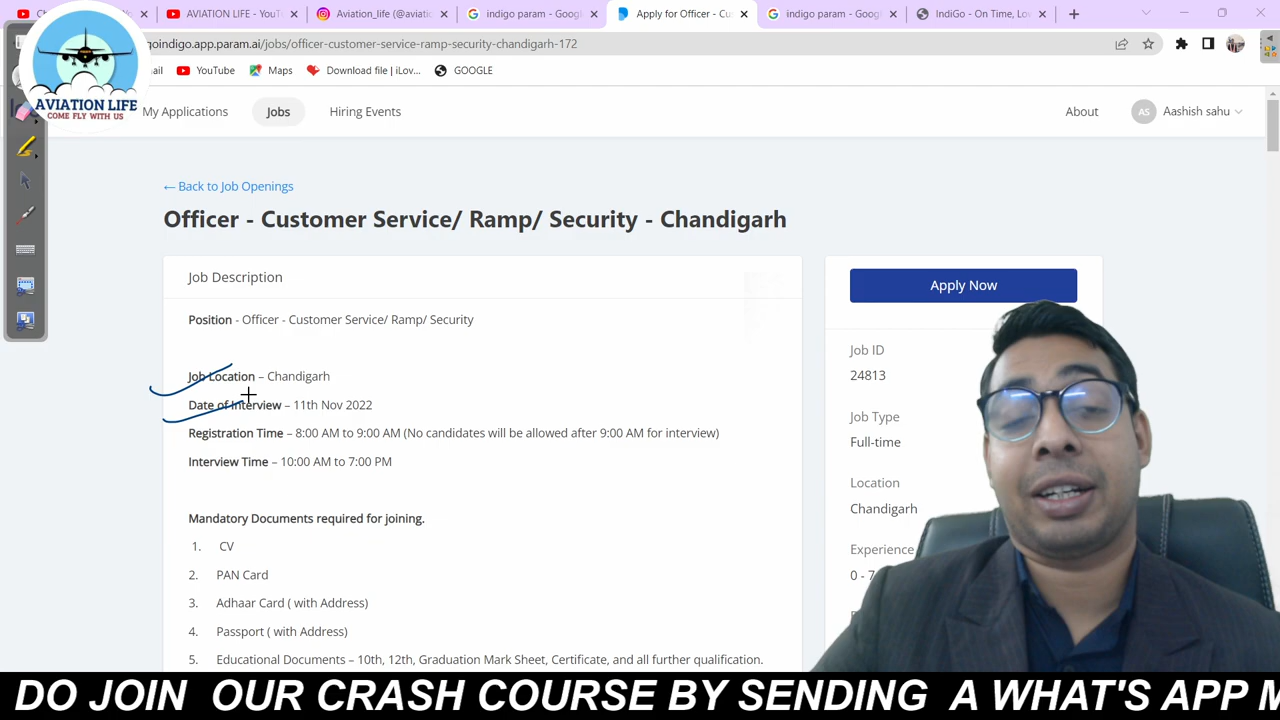 Ch
AVIATION LIFE - YouT
Aviation_life (@aviatio
indigo param - Google
Apply for Officer - Cus
indigo param - Google
IndiGo - On Time, Low
goindigo.app.param.ai/jobs/officer-customer-service-ramp-security-chandigarh-172
YouTube
Maps
Download file | iLov...
GOOGLE
AVIATION LIFE
COME FLY WITH US
My Applications
Jobs
Hiring Events
About
AS
Aashish sahu
← Back to Job Openings
Officer - Customer Service/ Ramp/ Security - Chandigarh
Job Description
Apply Now
Position - Officer - Customer Service/ Ramp/ Security
Job Location – Chandigarh
Date of Interview – 11th Nov 2022
Registration Time – 8:00 AM to 9:00 AM (No candidates will be allowed after 9:00 AM for interview)
Interview Time – 10:00 AM to 7:00 PM
Mandatory Documents required for joining.
1. CV
2. PAN Card
3. Adhaar Card ( with Address)
4. Passport ( with Address)
5. Educational Documents – 10th, 12th, Graduation Mark Sheet, Certificate, and all further qualification.
Job ID
24813
Job Type
Full-time
Location
Chandigarh
Experience
0 - 7
DO JOIN OUR CRASH COURSE BY SENDING A WHAT'S APP M